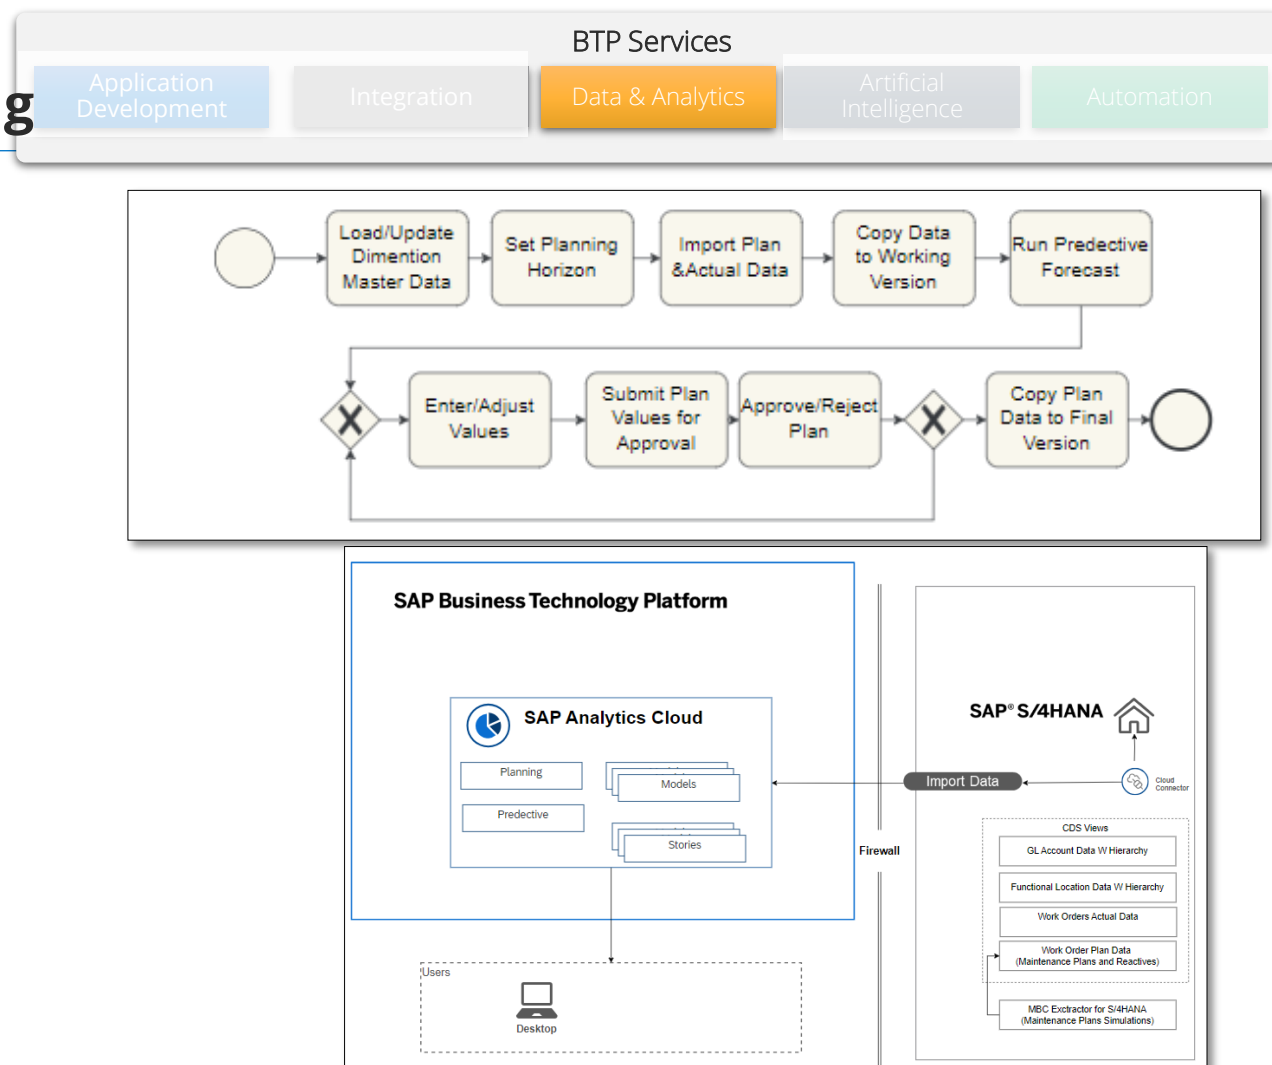 BTP Services
Application
Development
Integration
Data & Analytics
Artificial
Intelligence
Automation
g
Load/Update
Dimention
Master Data
Set Planning
Horizon
Import Plan
&Actual Data
Copy Data
to Working
Version
Run Predective
Forecast
X
Enter/Adjust
Values
Submit Plan
Values for
Approval
Approve/Reject
Plan
X
Copy Plan
Data to Final
Version
SAP Business Technology Platform
SAP Analytics Cloud
Planning
Models
Predective
Stories
Users
Desktop
Firewall
SAP® S/4HANA
Import Data
Cloud
Connector
CDS Views
GL Account Data W Hierarchy
Functional Location Data W Hierarchy
Work Orders Actual Data
Work Order Plan Data
(Maintenance Plans and Reactives)
MBC Exctractor for S/4HANA
(Maintenance Plans Simulations)